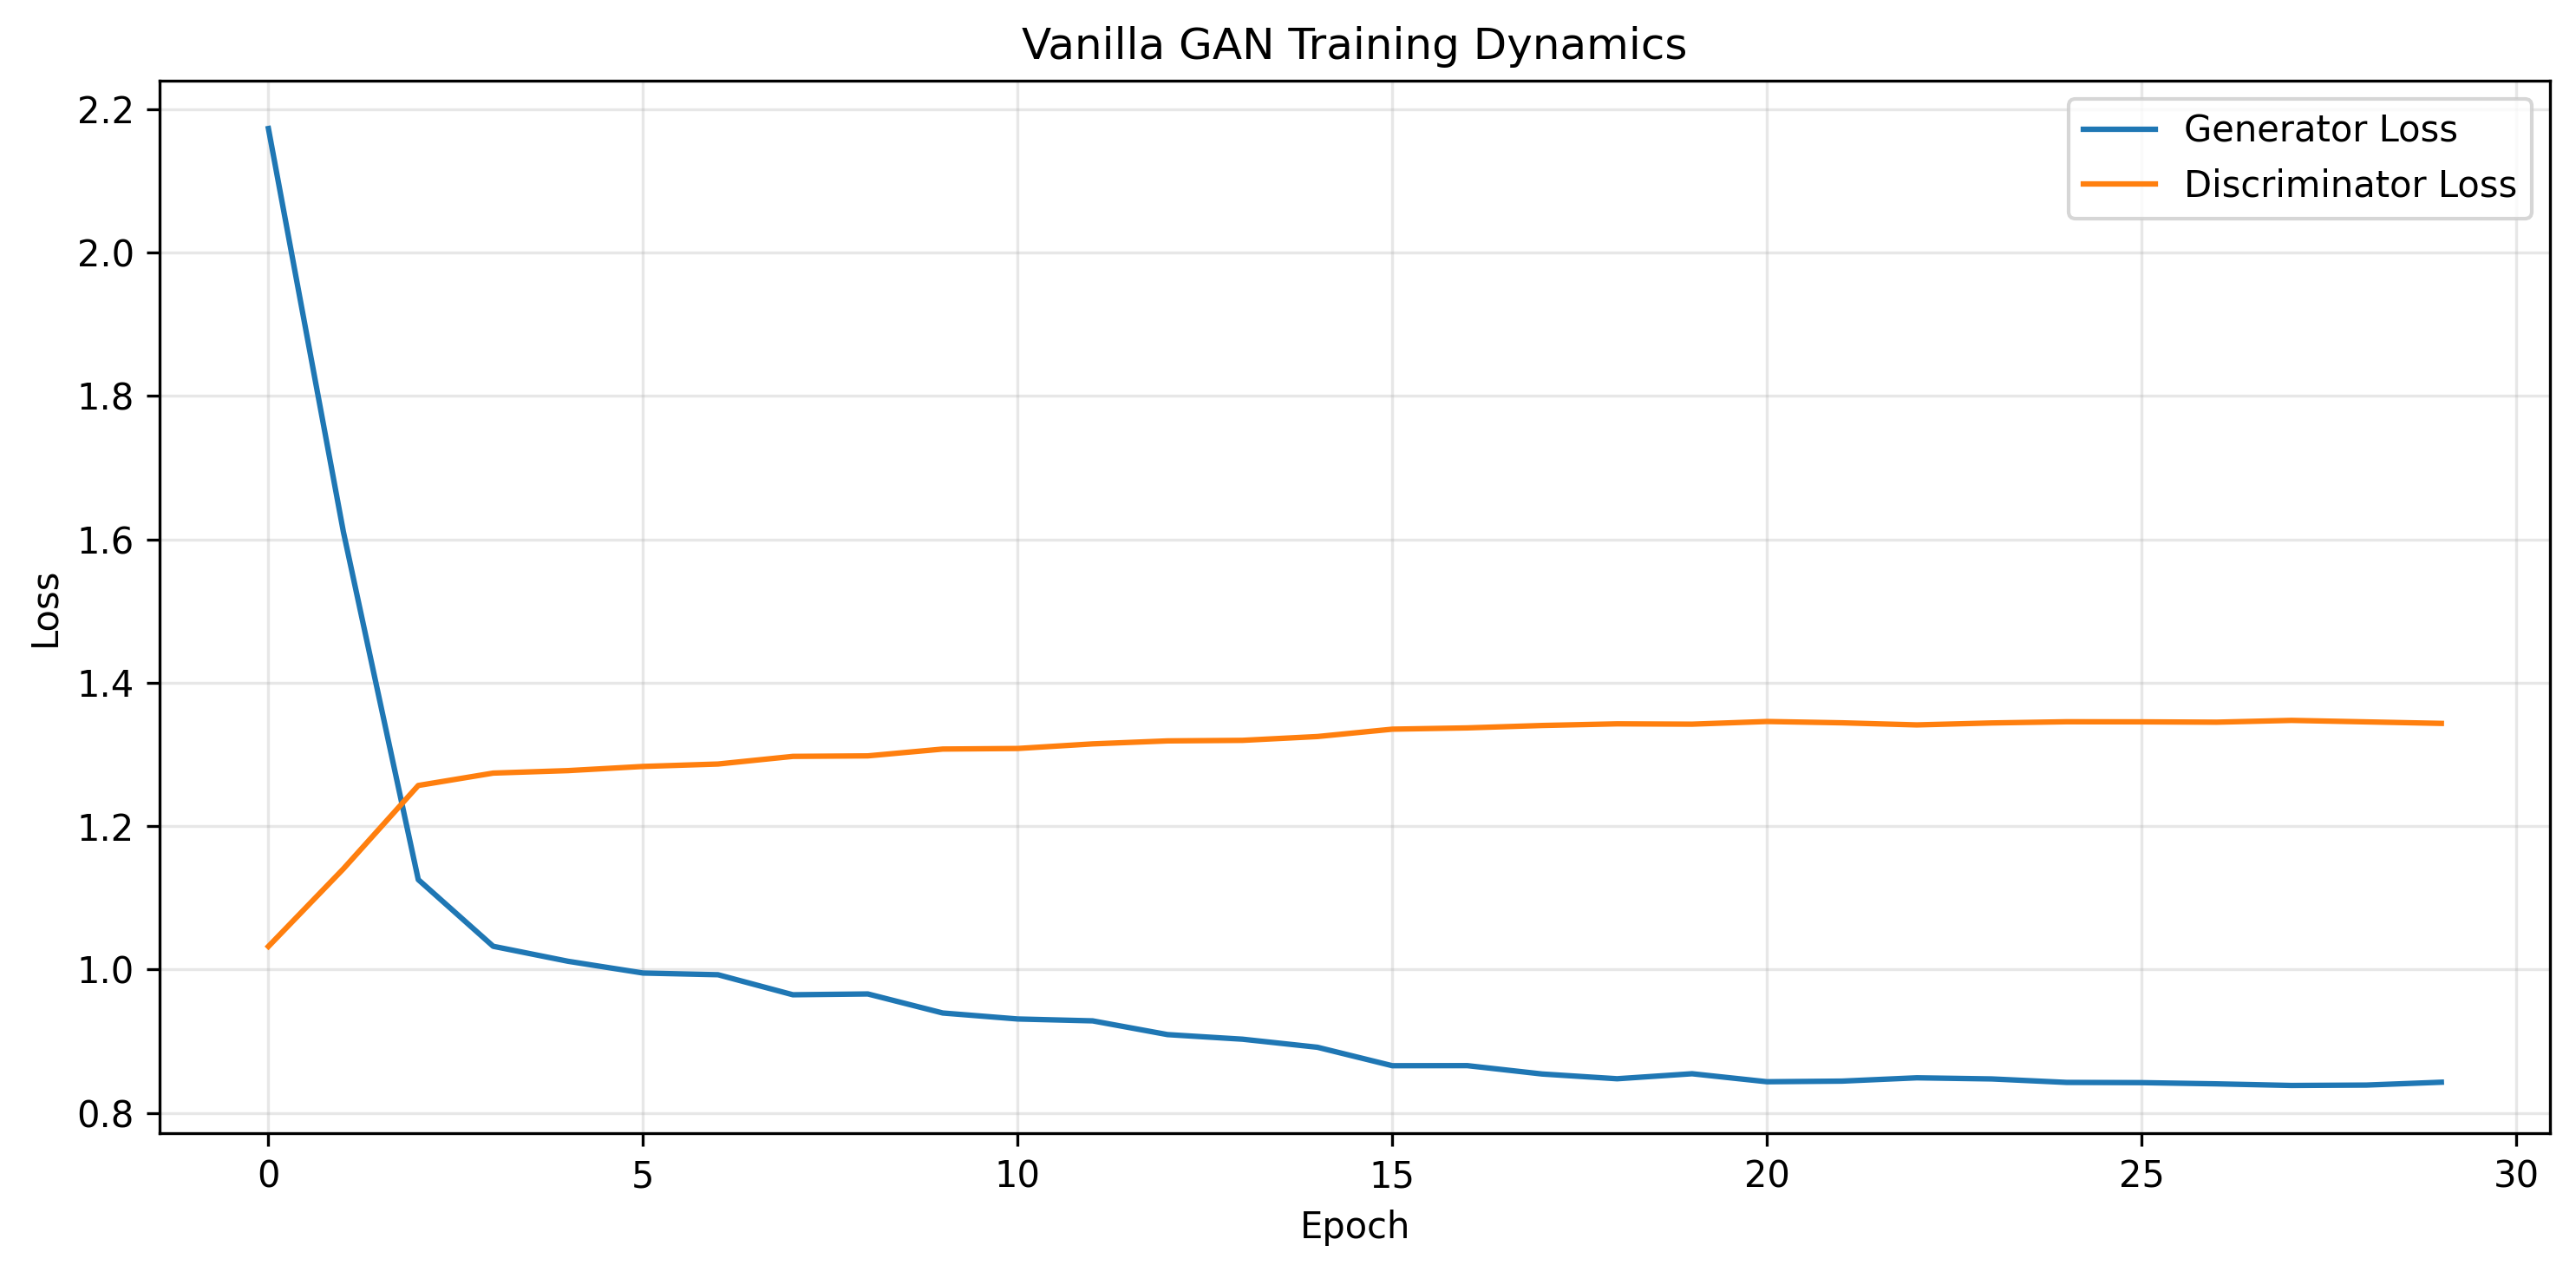 Vanilla GAN Training Dynamics
2.2
2.0
1.8
1.6
1.4
1.2
1.0
0.8
Loss
Generator Loss
Discriminator Loss
0 5 10 15 20 25 30
Epoch